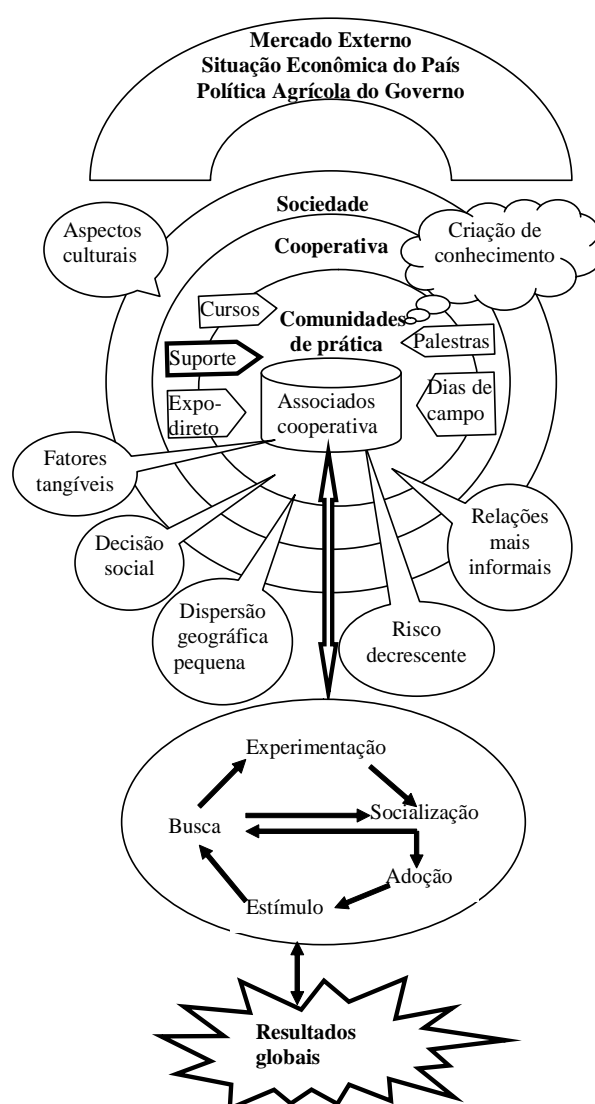 Mercado Externo
Situação Econômica do País
Política Agrícola do Governo
Sociedade
Aspectos
culturais
Cooperativa
Criação de
conhecimento
Cursos
Comunidades
de prática
Palestras
Suporte
Expo-
direto
Associados
cooperativa
Dias de
campo
Fatores
tangíveis
Decisão
social
Dispersão
geográfica
pequena
Risco
decrescente
Relações
mais
informais
Experimentação
Socialização
Busca
Adoção
Estímulo
Resultados
globais